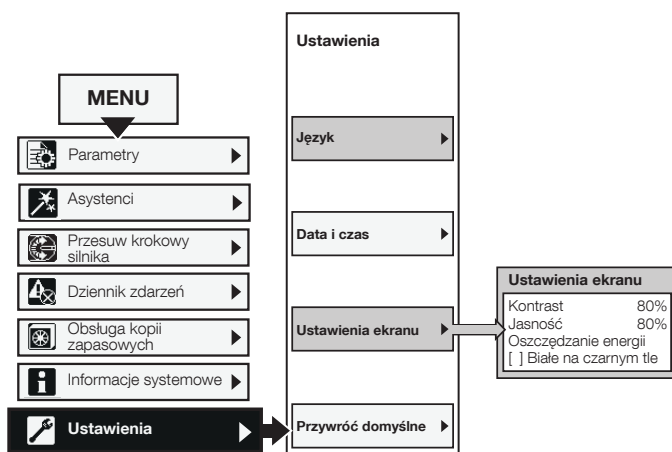 MENU
Parametry
Asystenci
Przesuw krokowy
silnika
Dziennik zdarzeń
Obsługa kopii
zapasowych
Informacje systemowe
Ustawienia
Ustawienia
Język
Data i czas
Ustawienia ekranu
Przywróć domyślne
Ustawienia ekranu
Kontrast 80%
Jasność 80%
Oszczędzanie energii
[ ] Białe na czarnym tle